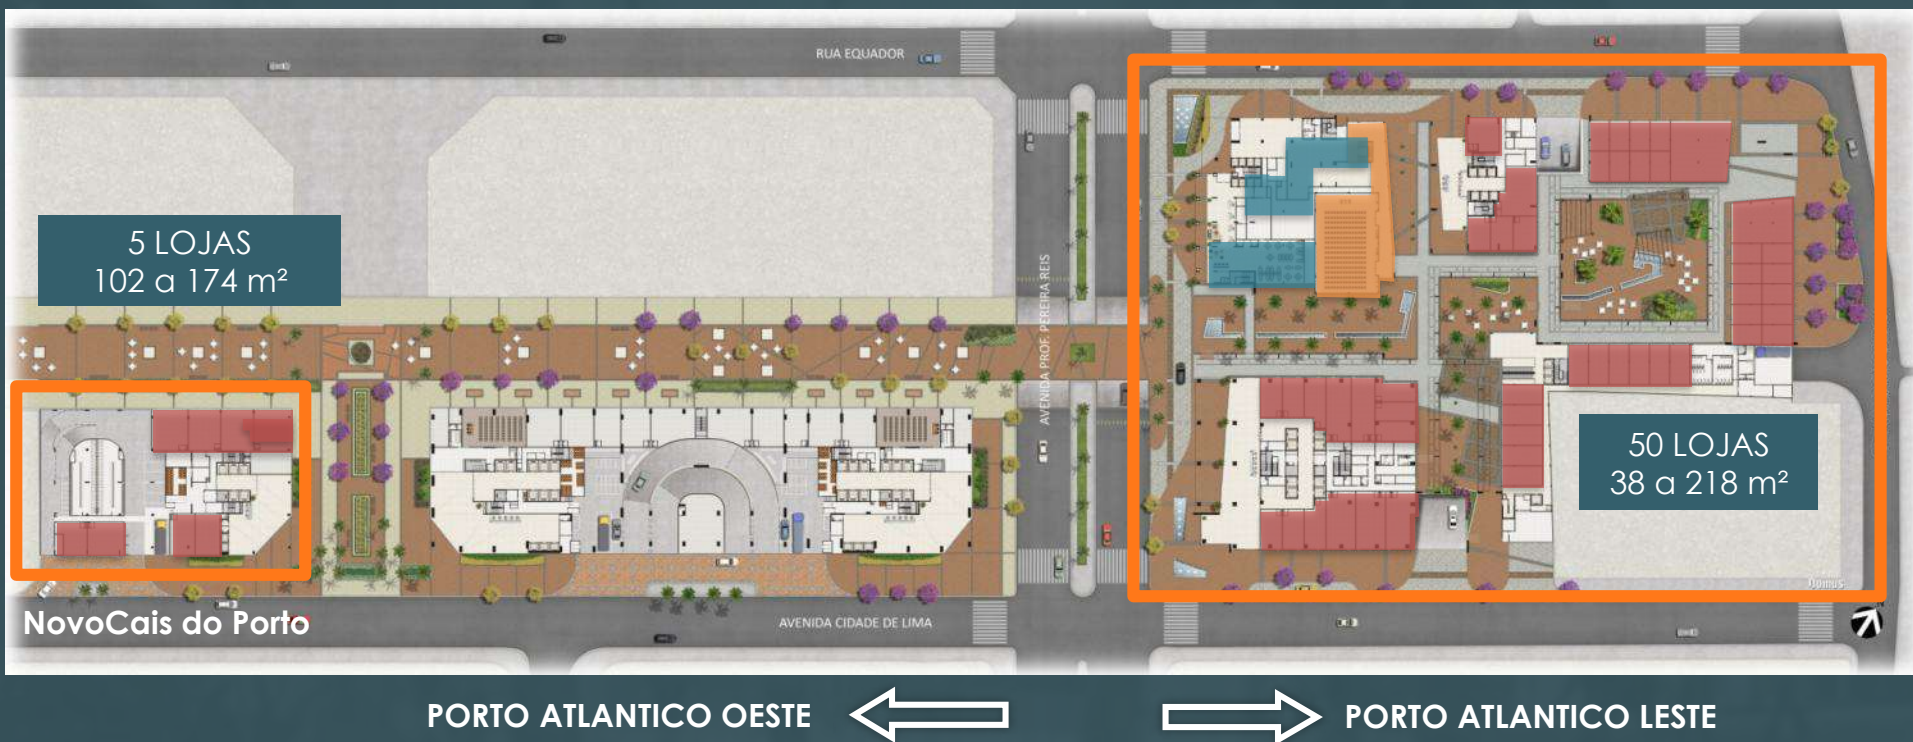 RUA EQUADOR
5 LOJAS
102 a 174 m²
AVENIDA PROF. PEREIRA REIS
50 LOJAS
38 a 218 m²
NovoCais do Porto
AVENIDA CIDADE DE LIMA
PORTO ATLANTICO OESTE
PORTO ATLANTICO LESTE